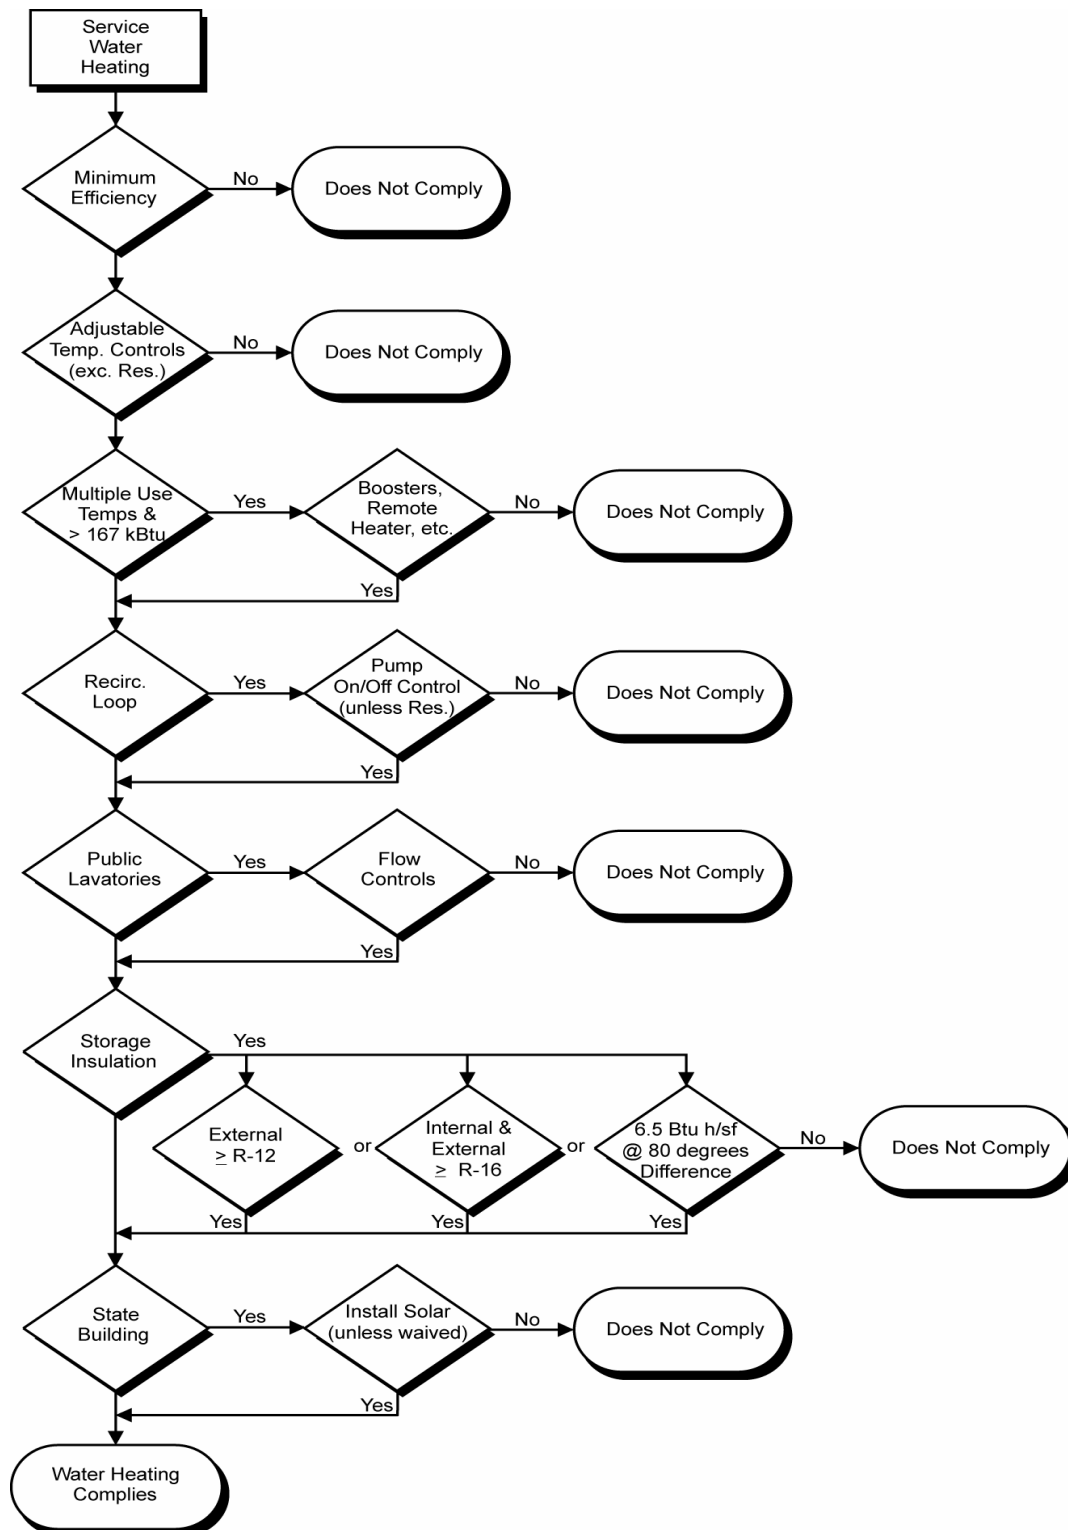 Service
Water
Heating
Minimum
Efficiency
No
Does Not Comply
Adjustable
Temp. Controls
(exc. Res.)
No
Does Not Comply
Multiple Use
Temps &
> 167 kBtu
Yes
Boosters,
Remote
Heater, etc.
No
Does Not Comply
Yes
Recirc.
Loop
Yes
Pump
On/Off Control
(unless Res.)
No
Does Not Comply
Yes
Public
Lavatories
Yes
Flow
Controls
No
Does Not Comply
Yes
Storage
Insulation
Yes
External
≥ R-12
or
Internal &
External
≥ R-16
or
6.5 Btu h/sf
@ 80 degrees
Difference
No
Does Not Comply
Yes
Yes
Yes
State
Building
Yes
Install Solar
(unless waived)
No
Does Not Comply
Yes
Water Heating
Complies